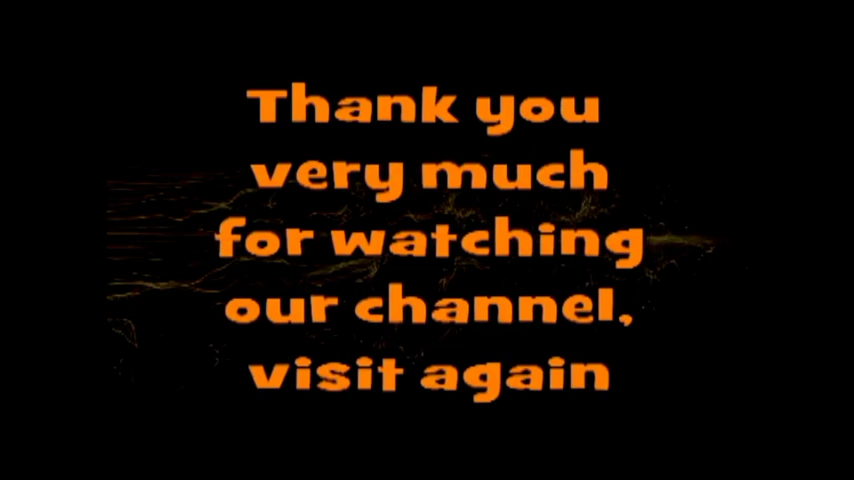 Thank you
very much
for watching
our channel,
visit again